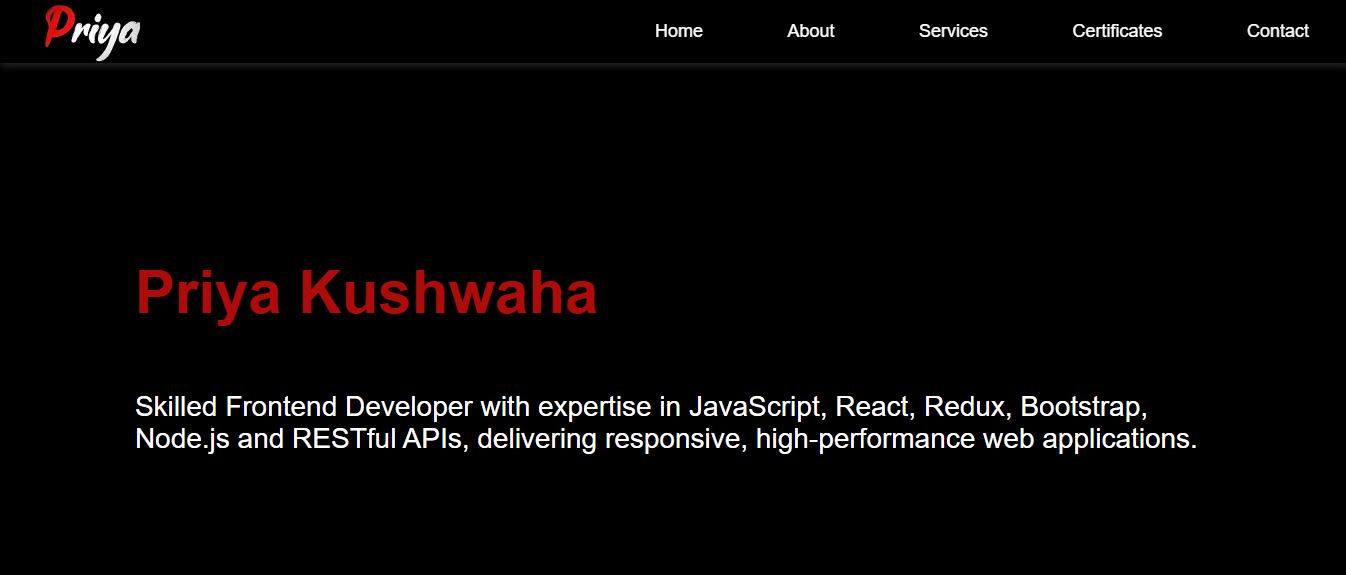 Priya
Home About Services Certificates Contact
Priya Kushwaha
Skilled Frontend Developer with expertise in JavaScript, React, Redux, Bootstrap,
Node.js and RESTful APIs, delivering responsive, high-performance web applications.